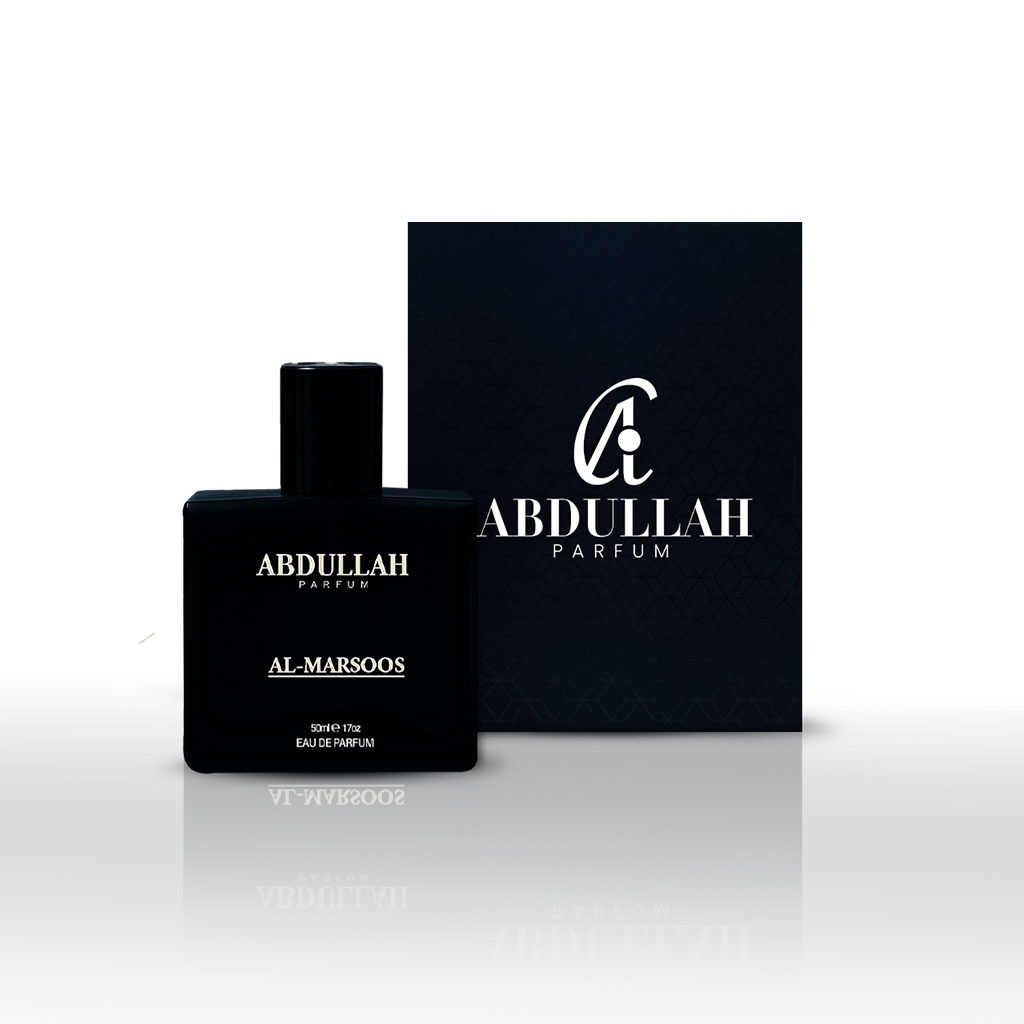 ABDULLAH
PARFUM
AL-MARSOOS
50ml e 17oz
EAU DE PARFUM
A
ABDULLAH
PARFUM